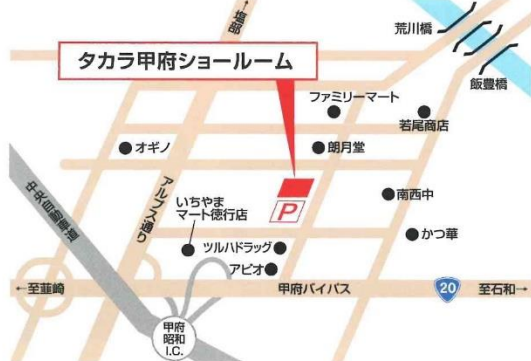 ↑至塩部
荒川橋
タカラ甲府ショールーム
飯豊橋
ファミリーマート
若尾商店
オギノ
朗月堂
中央自動車道
アルプス通り
いちやま
マート徳行店
P
南西中
ツルハドラッグ
かつ華
アピオ
←至韮崎
甲府バイパス
20
至石和→
甲府
昭和
I.C.